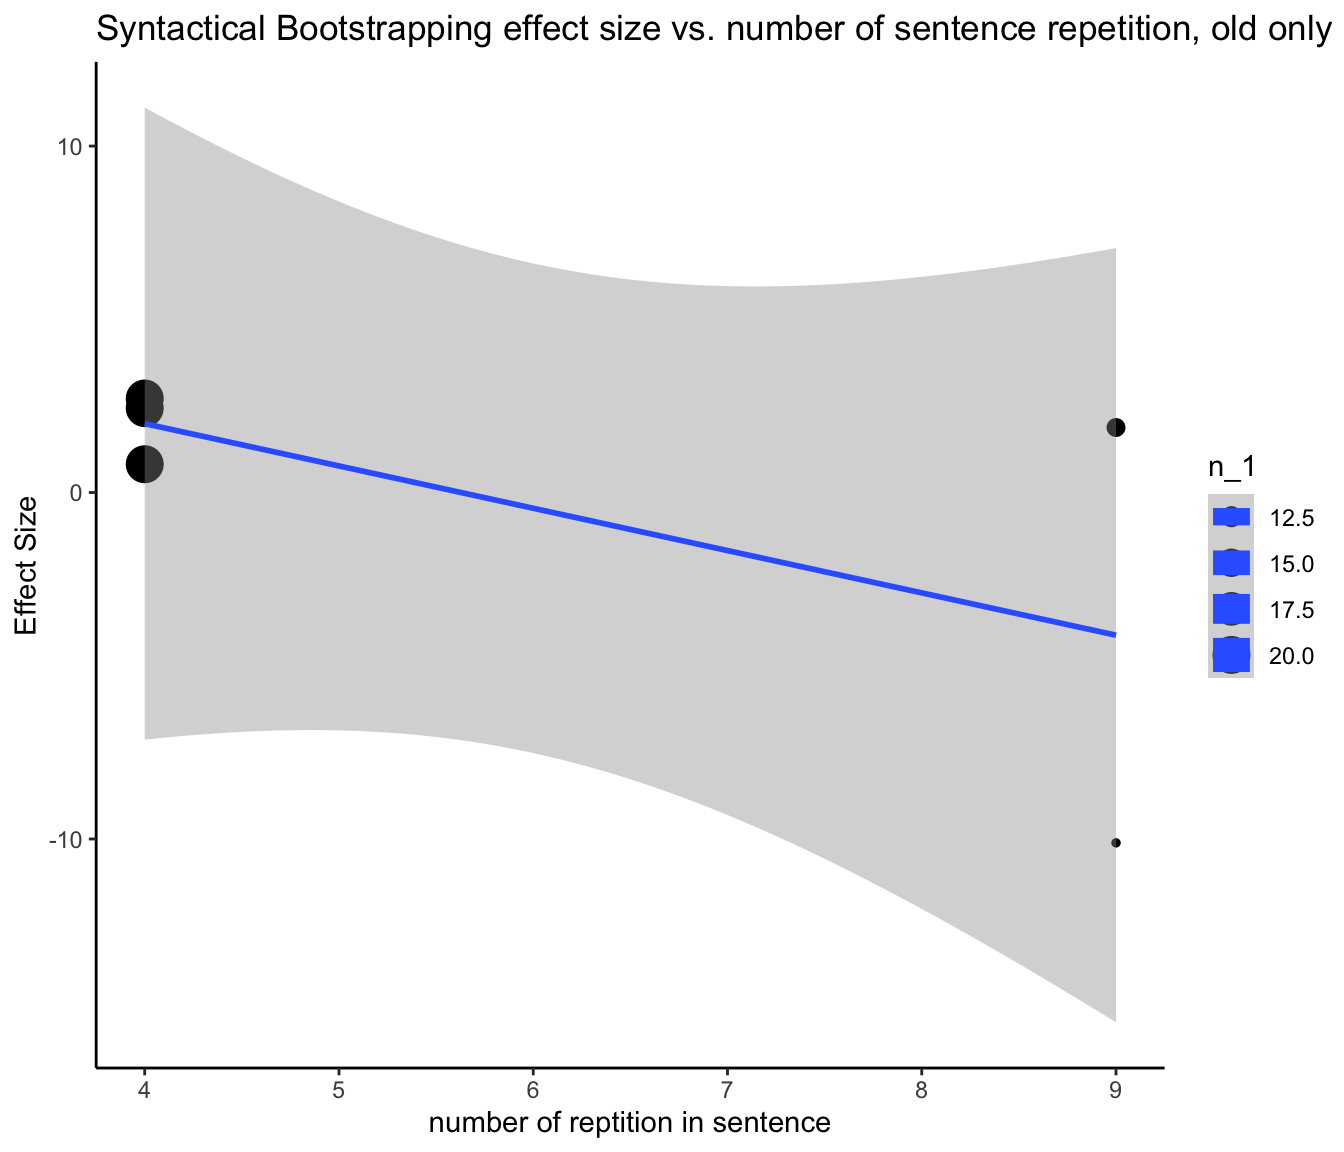 Syntactical Bootstrapping effect size vs. number of sentence repetition, old only
10
0
-10
Effect Size
4 5 6 7 8 9
number of reptition in sentence
n_1
12.5
15.0
17.5
20.0